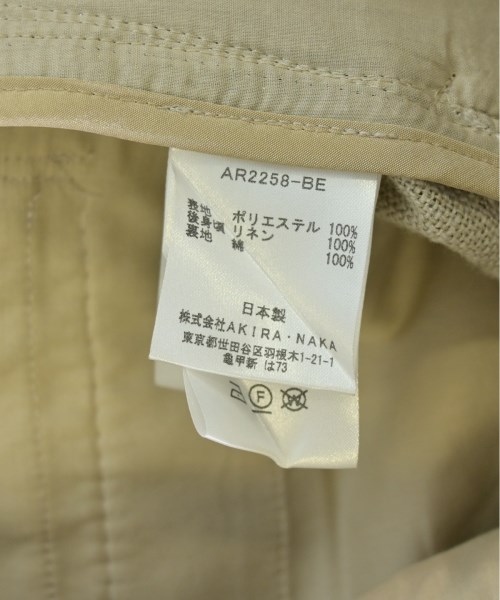 AR2258-BE
表地 ポリエステル 100%
後身頃 リネン 100%
裏地 綿 100%
日本製
株式会社AKIRA・NAKA
東京都世田谷区羽根木1-21-1
亀甲新 は73
F
W